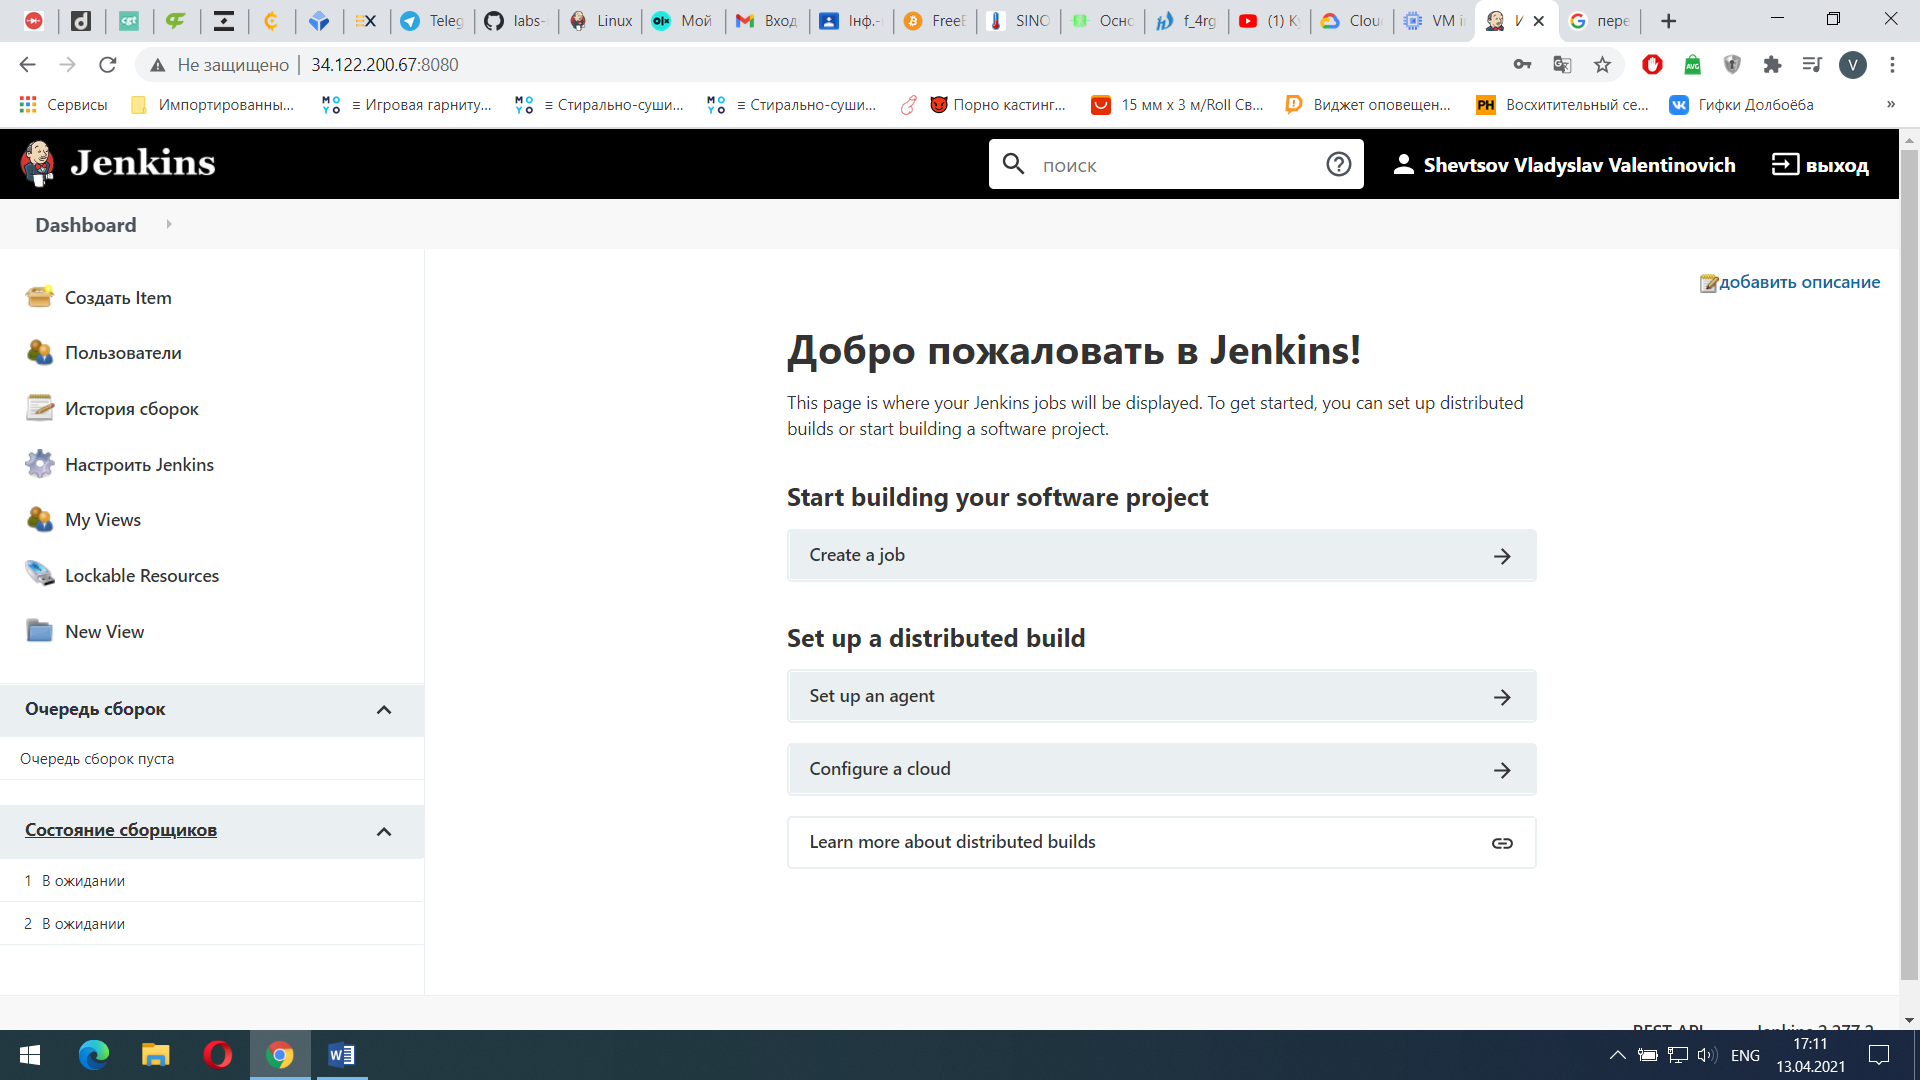 Teleg
labs-
Linux
Мой
Вход
Інф.-
FreeB
SINO
Осно
f_4rg
(1) Ку
Clou
VM in
пере
Не защищено
34.122.200.67:8080
V
Сервисы
Импортированны...
≡ Игровая гарниту...
≡ Стирально-суши...
≡ Стирально-суши...
Порно кастинг...
15 мм x 3 м/Roll Св...
Виджет оповещен...
Восхитительный се...
Гифки Долбоёба
»
Jenkins
поиск
Shevtsov Vladyslav Valentinovich
выход
Dashboard
Создать Item
Пользователи
История сборок
Настроить Jenkins
My Views
Lockable Resources
New View
Очередь сборок
Очередь сборок пуста
Состояние сборщиков
1 В ожидании
2 В ожидании
добавить описание
Добро пожаловать в Jenkins!
This page is where your Jenkins jobs will be displayed. To get started, you can set up distributed
builds or start building a software project.
Start building your software project
Create a job
Set up a distributed build
Set up an agent
Configure a cloud
Learn more about distributed builds
REST API
Jenkins 2.277.2
ENG
17:11
13.04.2021